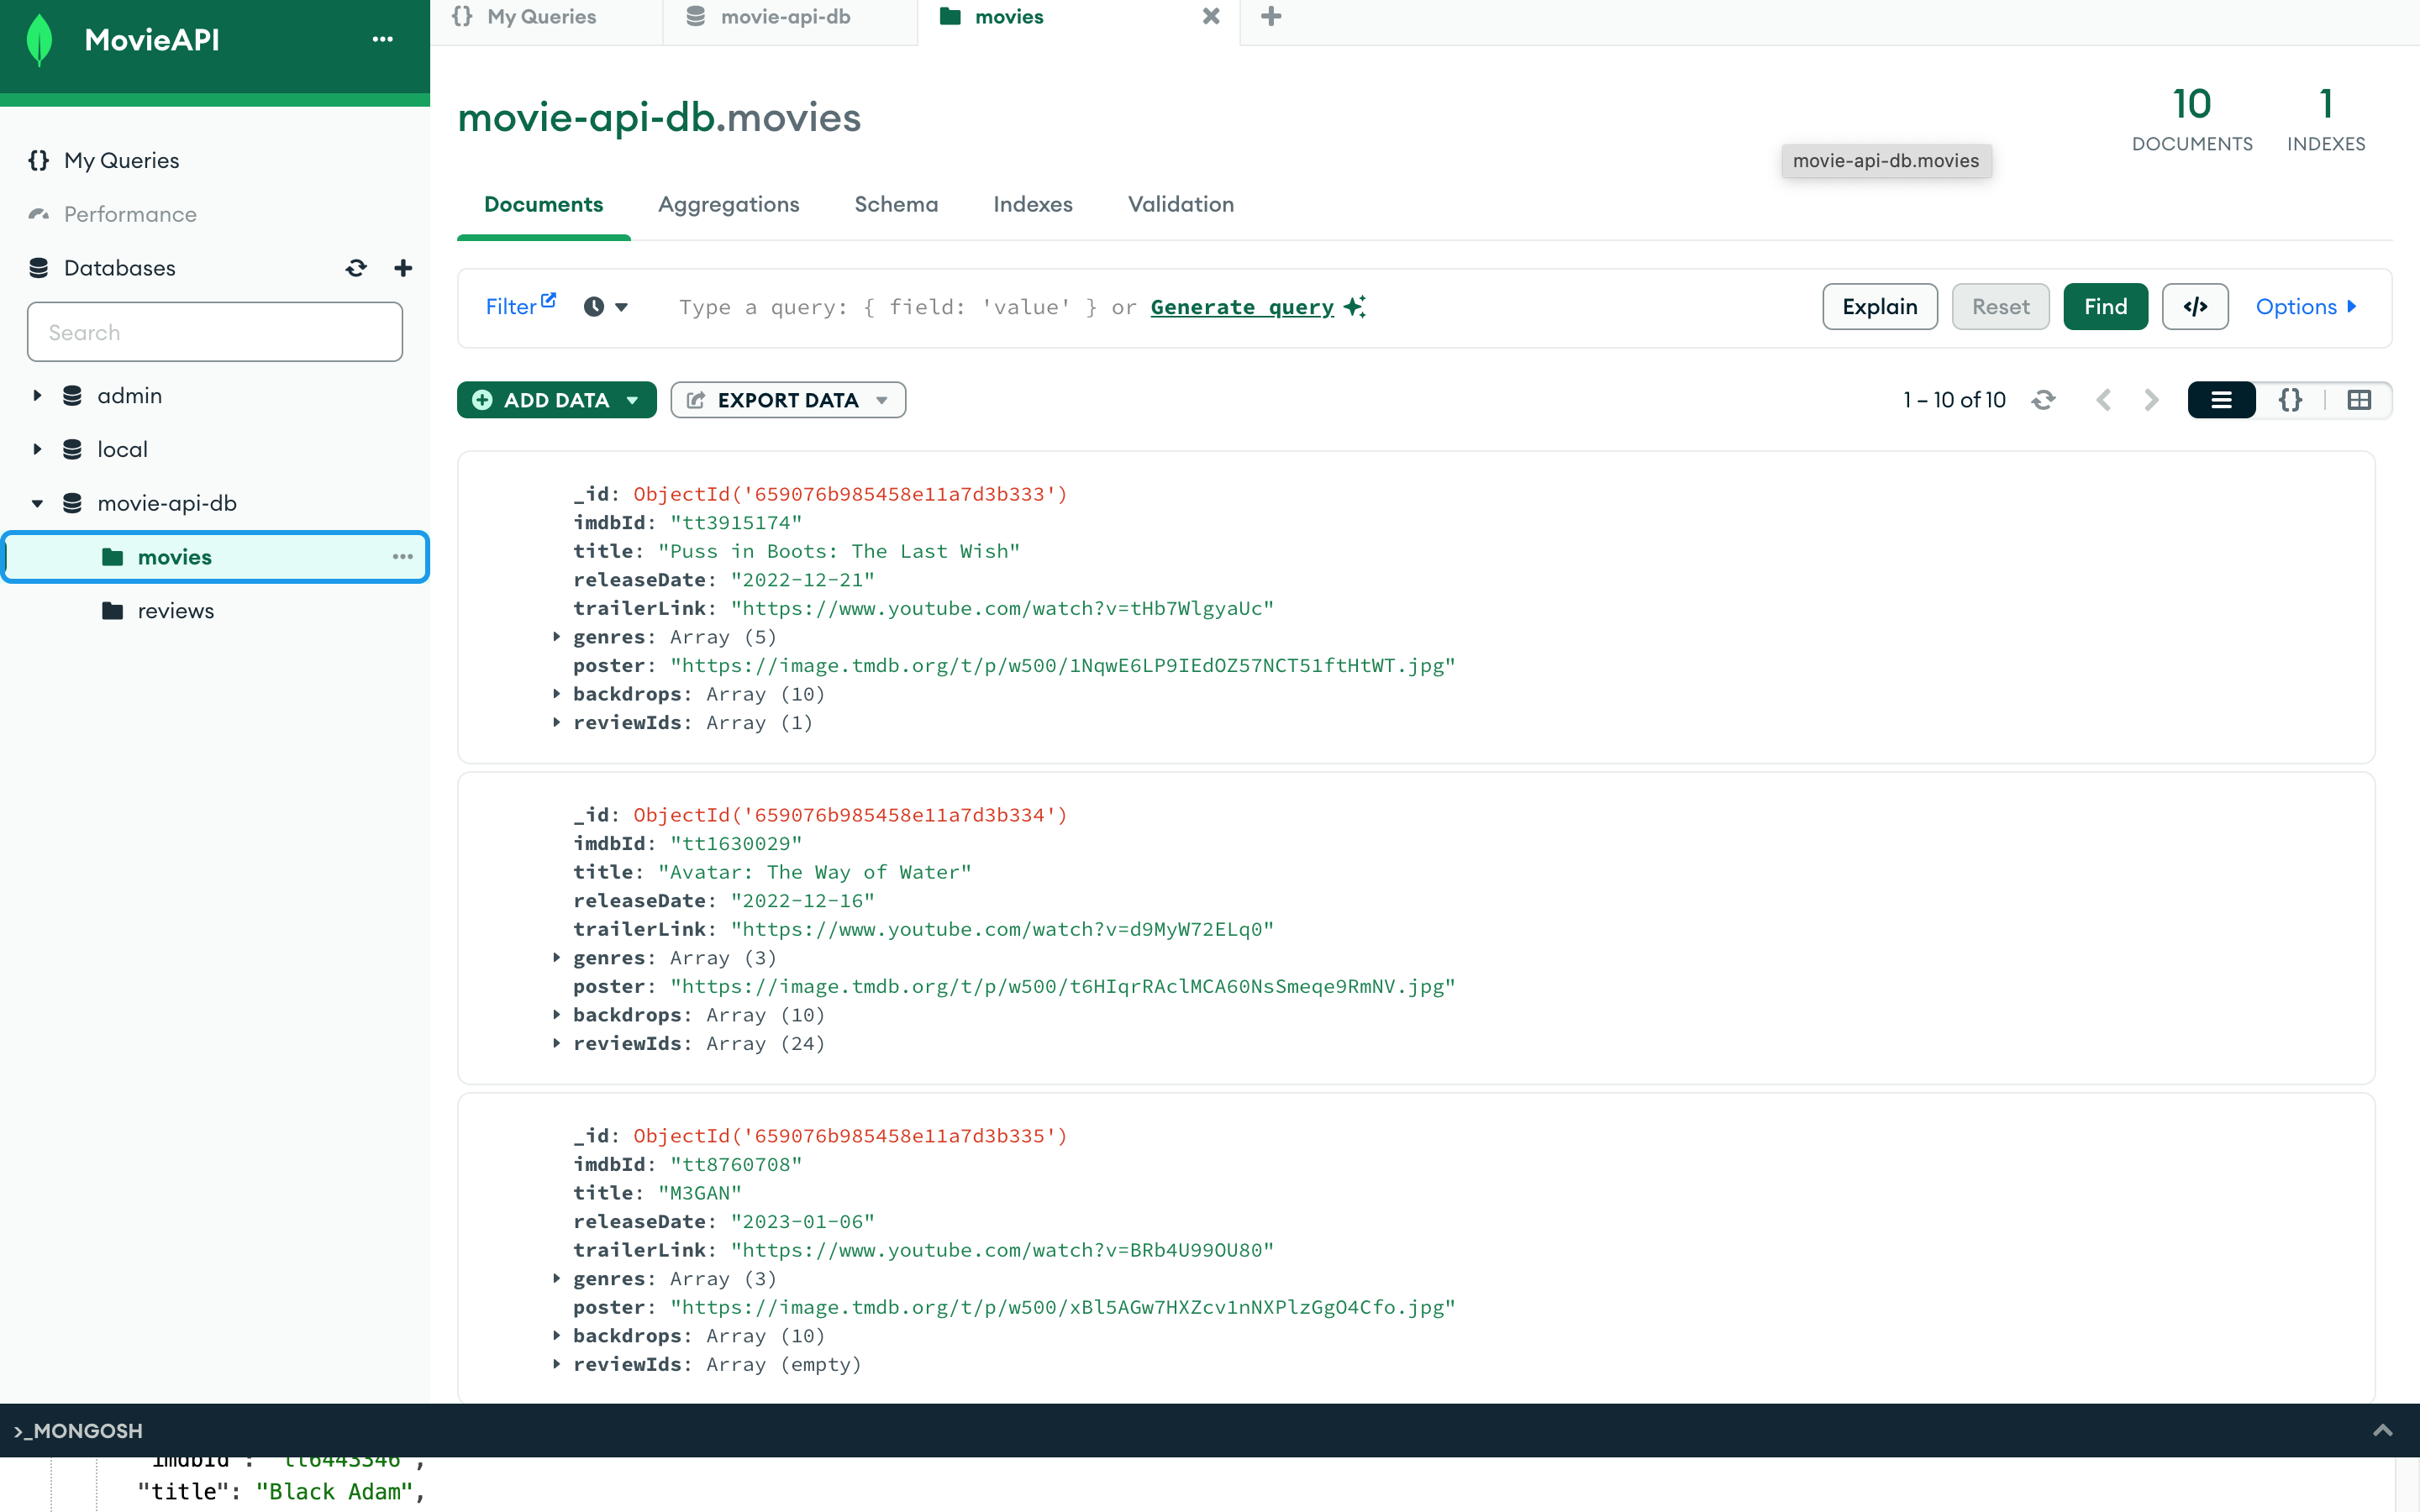 MovieAPI
My Queries
movie-api-db
movies
My Queries
Performance
Databases
Search
admin
local
movie-api-db
movies
reviews
movie-api-db.movies
10
DOCUMENTS
1
INDEXES
movie-api-db.movies
Documents
Aggregations
Schema
Indexes
Validation
Filter
Type a query: { field: 'value' } or Generate query
Explain
Reset
Find
</>
Options
ADD DATA
EXPORT DATA
1 – 10 of 10
{}
_id: ObjectId('659076b985458e11a7d3b333')
imdbId: "tt3915174"
title: "Puss in Boots: The Last Wish"
releaseDate: "2022-12-21"
trailerLink: "https://www.youtube.com/watch?v=tHb7WlgyaUc"
genres: Array (5)
poster: "https://image.tmdb.org/t/p/w500/1NqwE6LP9IEdOZ57NCT51ftHtWT.jpg"
backdrops: Array (10)
reviewIds: Array (1)
_id: ObjectId('659076b985458e11a7d3b334')
imdbId: "tt1630029"
title: "Avatar: The Way of Water"
releaseDate: "2022-12-16"
trailerLink: "https://www.youtube.com/watch?v=d9MyW72ELq0"
genres: Array (3)
poster: "https://image.tmdb.org/t/p/w500/t6HIqrRAclMCA60NsSmeqe9RmNV.jpg"
backdrops: Array (10)
reviewIds: Array (24)
_id: ObjectId('659076b985458e11a7d3b335')
imdbId: "tt8760708"
title: "M3GAN"
releaseDate: "2023-01-06"
trailerLink: "https://www.youtube.com/watch?v=BRb4U99OU80"
genres: Array (3)
poster: "https://image.tmdb.org/t/p/w500/xBl5AGw7HXZcv1nNXPlzGgO4Cfo.jpg"
backdrops: Array (10)
reviewIds: Array (empty)
>_MONGOSH
"imdbId": "tt6443346",
"title": "Black Adam",